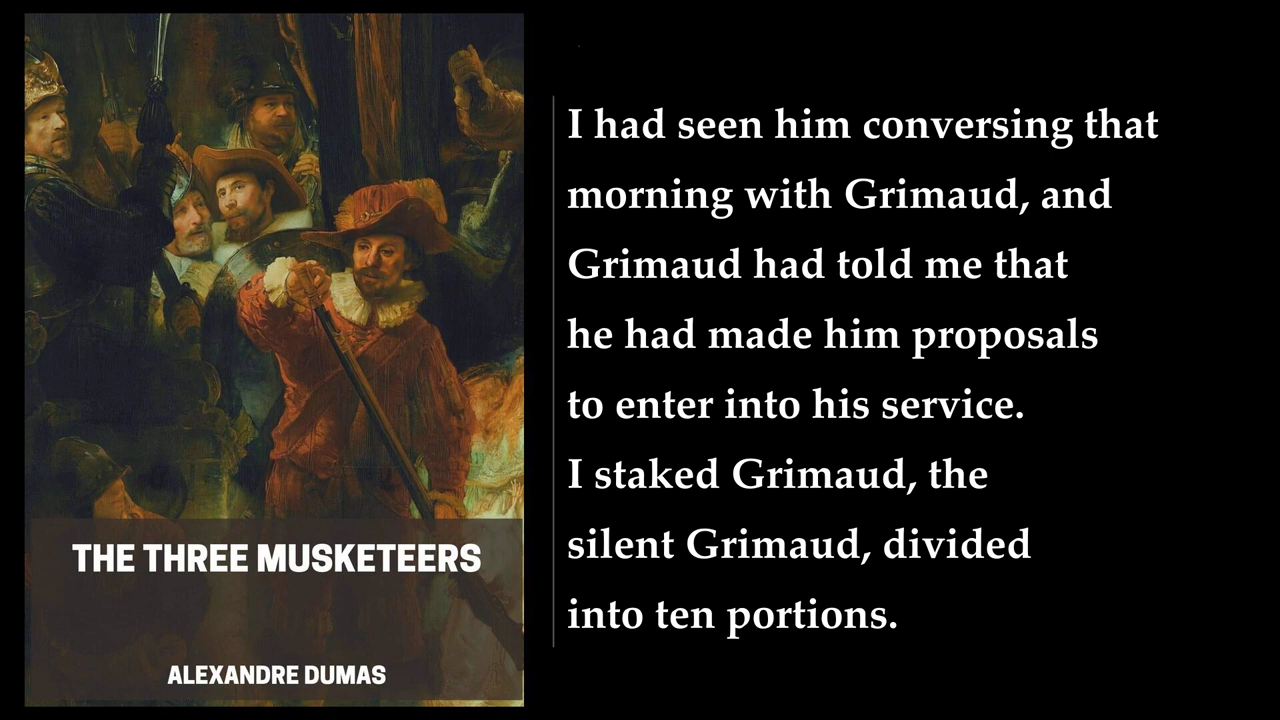 THE THREE MUSKETEERS
ALEXANDRE DUMAS
I had seen him conversing that
morning with Grimaud, and
Grimaud had told me that
he had made him proposals
to enter into his service.
I staked Grimaud, the
silent Grimaud, divided
into ten portions.